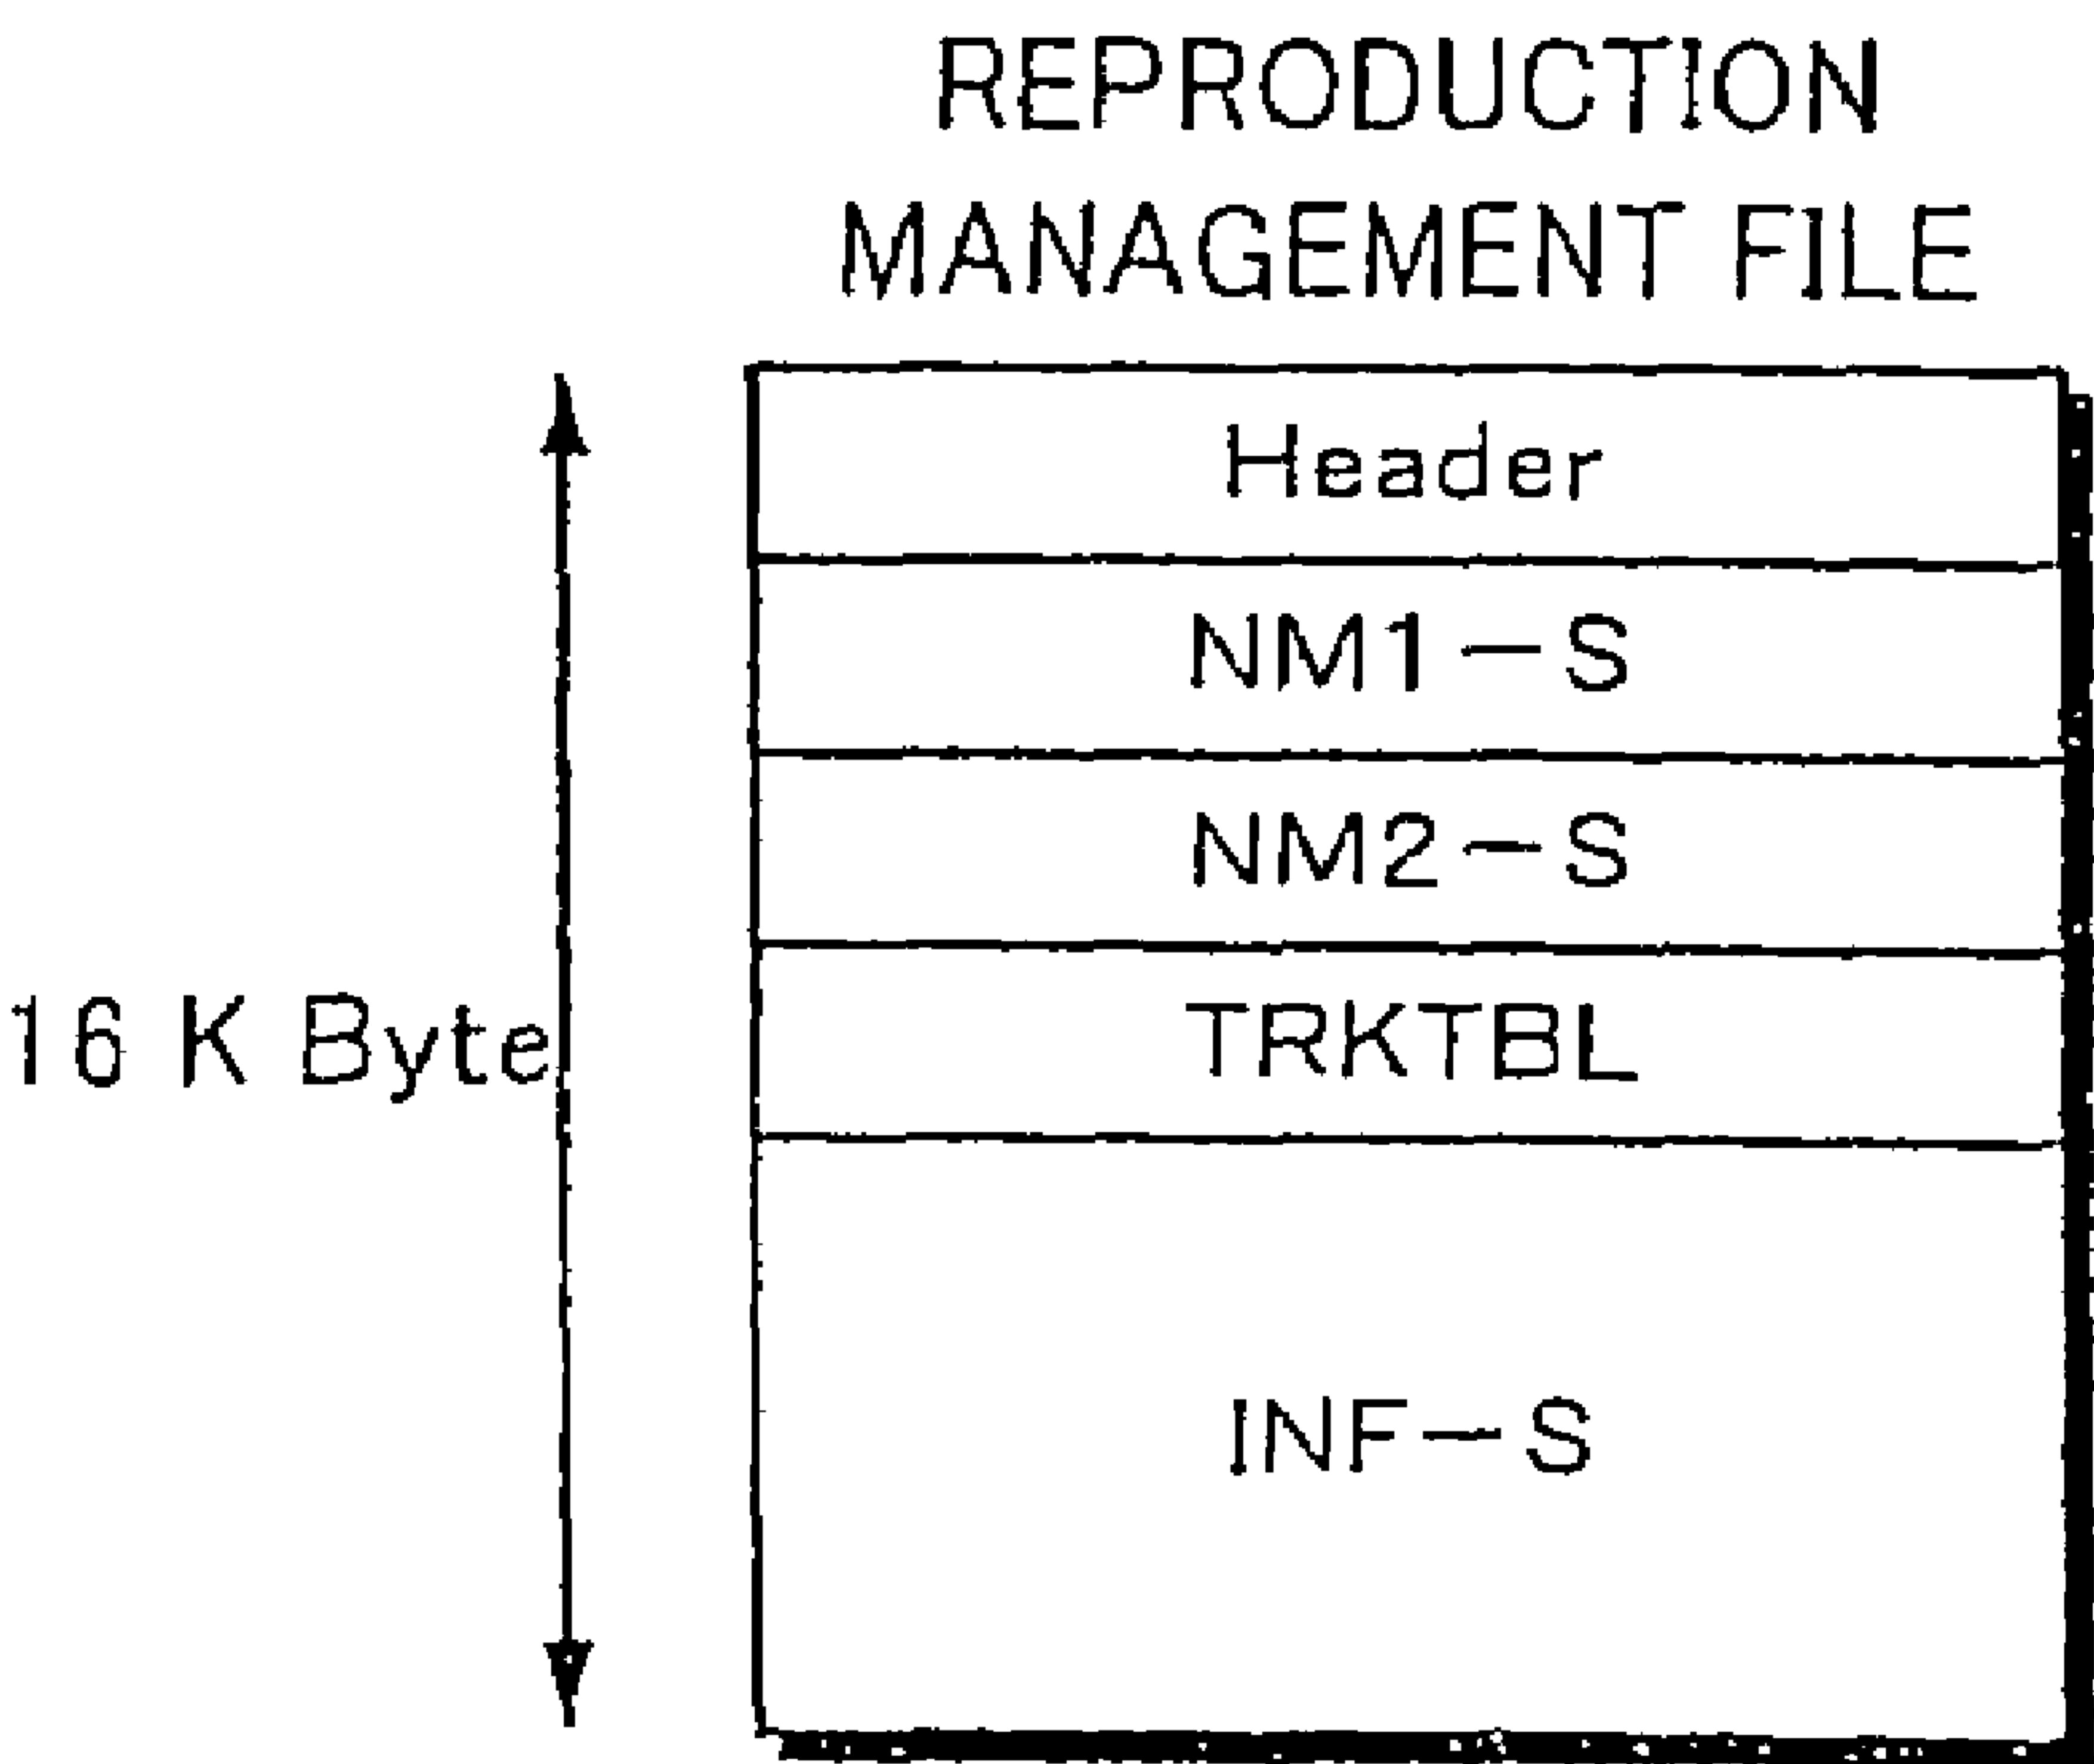 REPRODUCTION
MANAGEMENT FILE
Header
NM1-S
NM2-S
16 K Byte
TRKTBL
INF-S